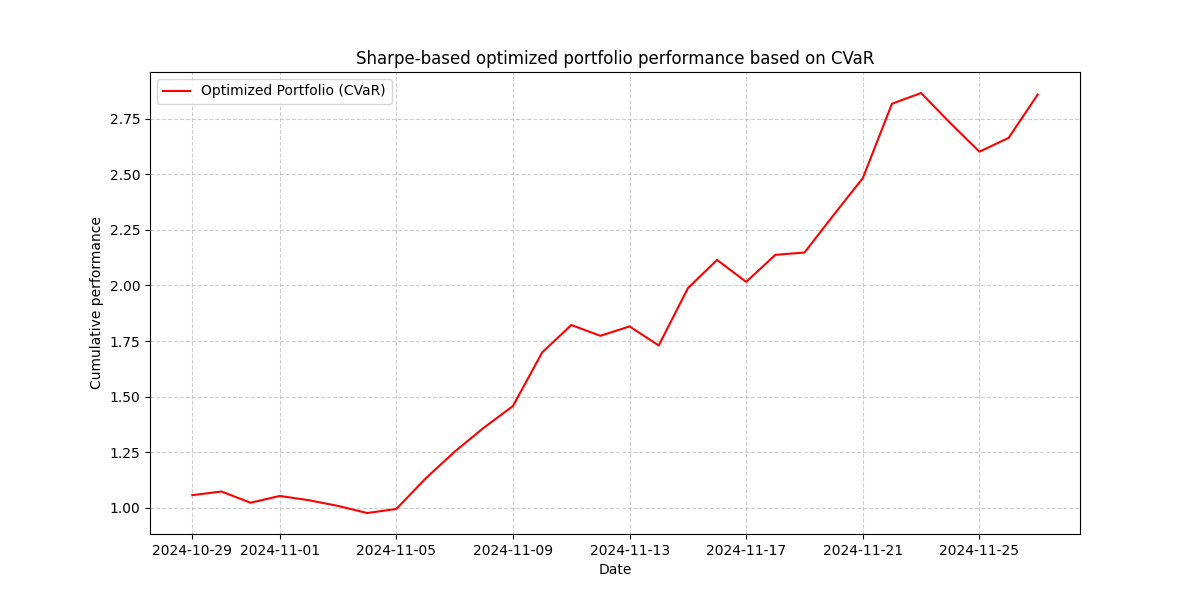 Sharpe-based optimized portfolio performance based on CVaR
Optimized Portfolio (CVaR)
Cumulative performance
2.75
2.50
2.25
2.00
1.75
1.50
1.25
1.00
2024-10-29 2024-11-01 2024-11-05 2024-11-09 2024-11-13 2024-11-17 2024-11-21 2024-11-25
Date